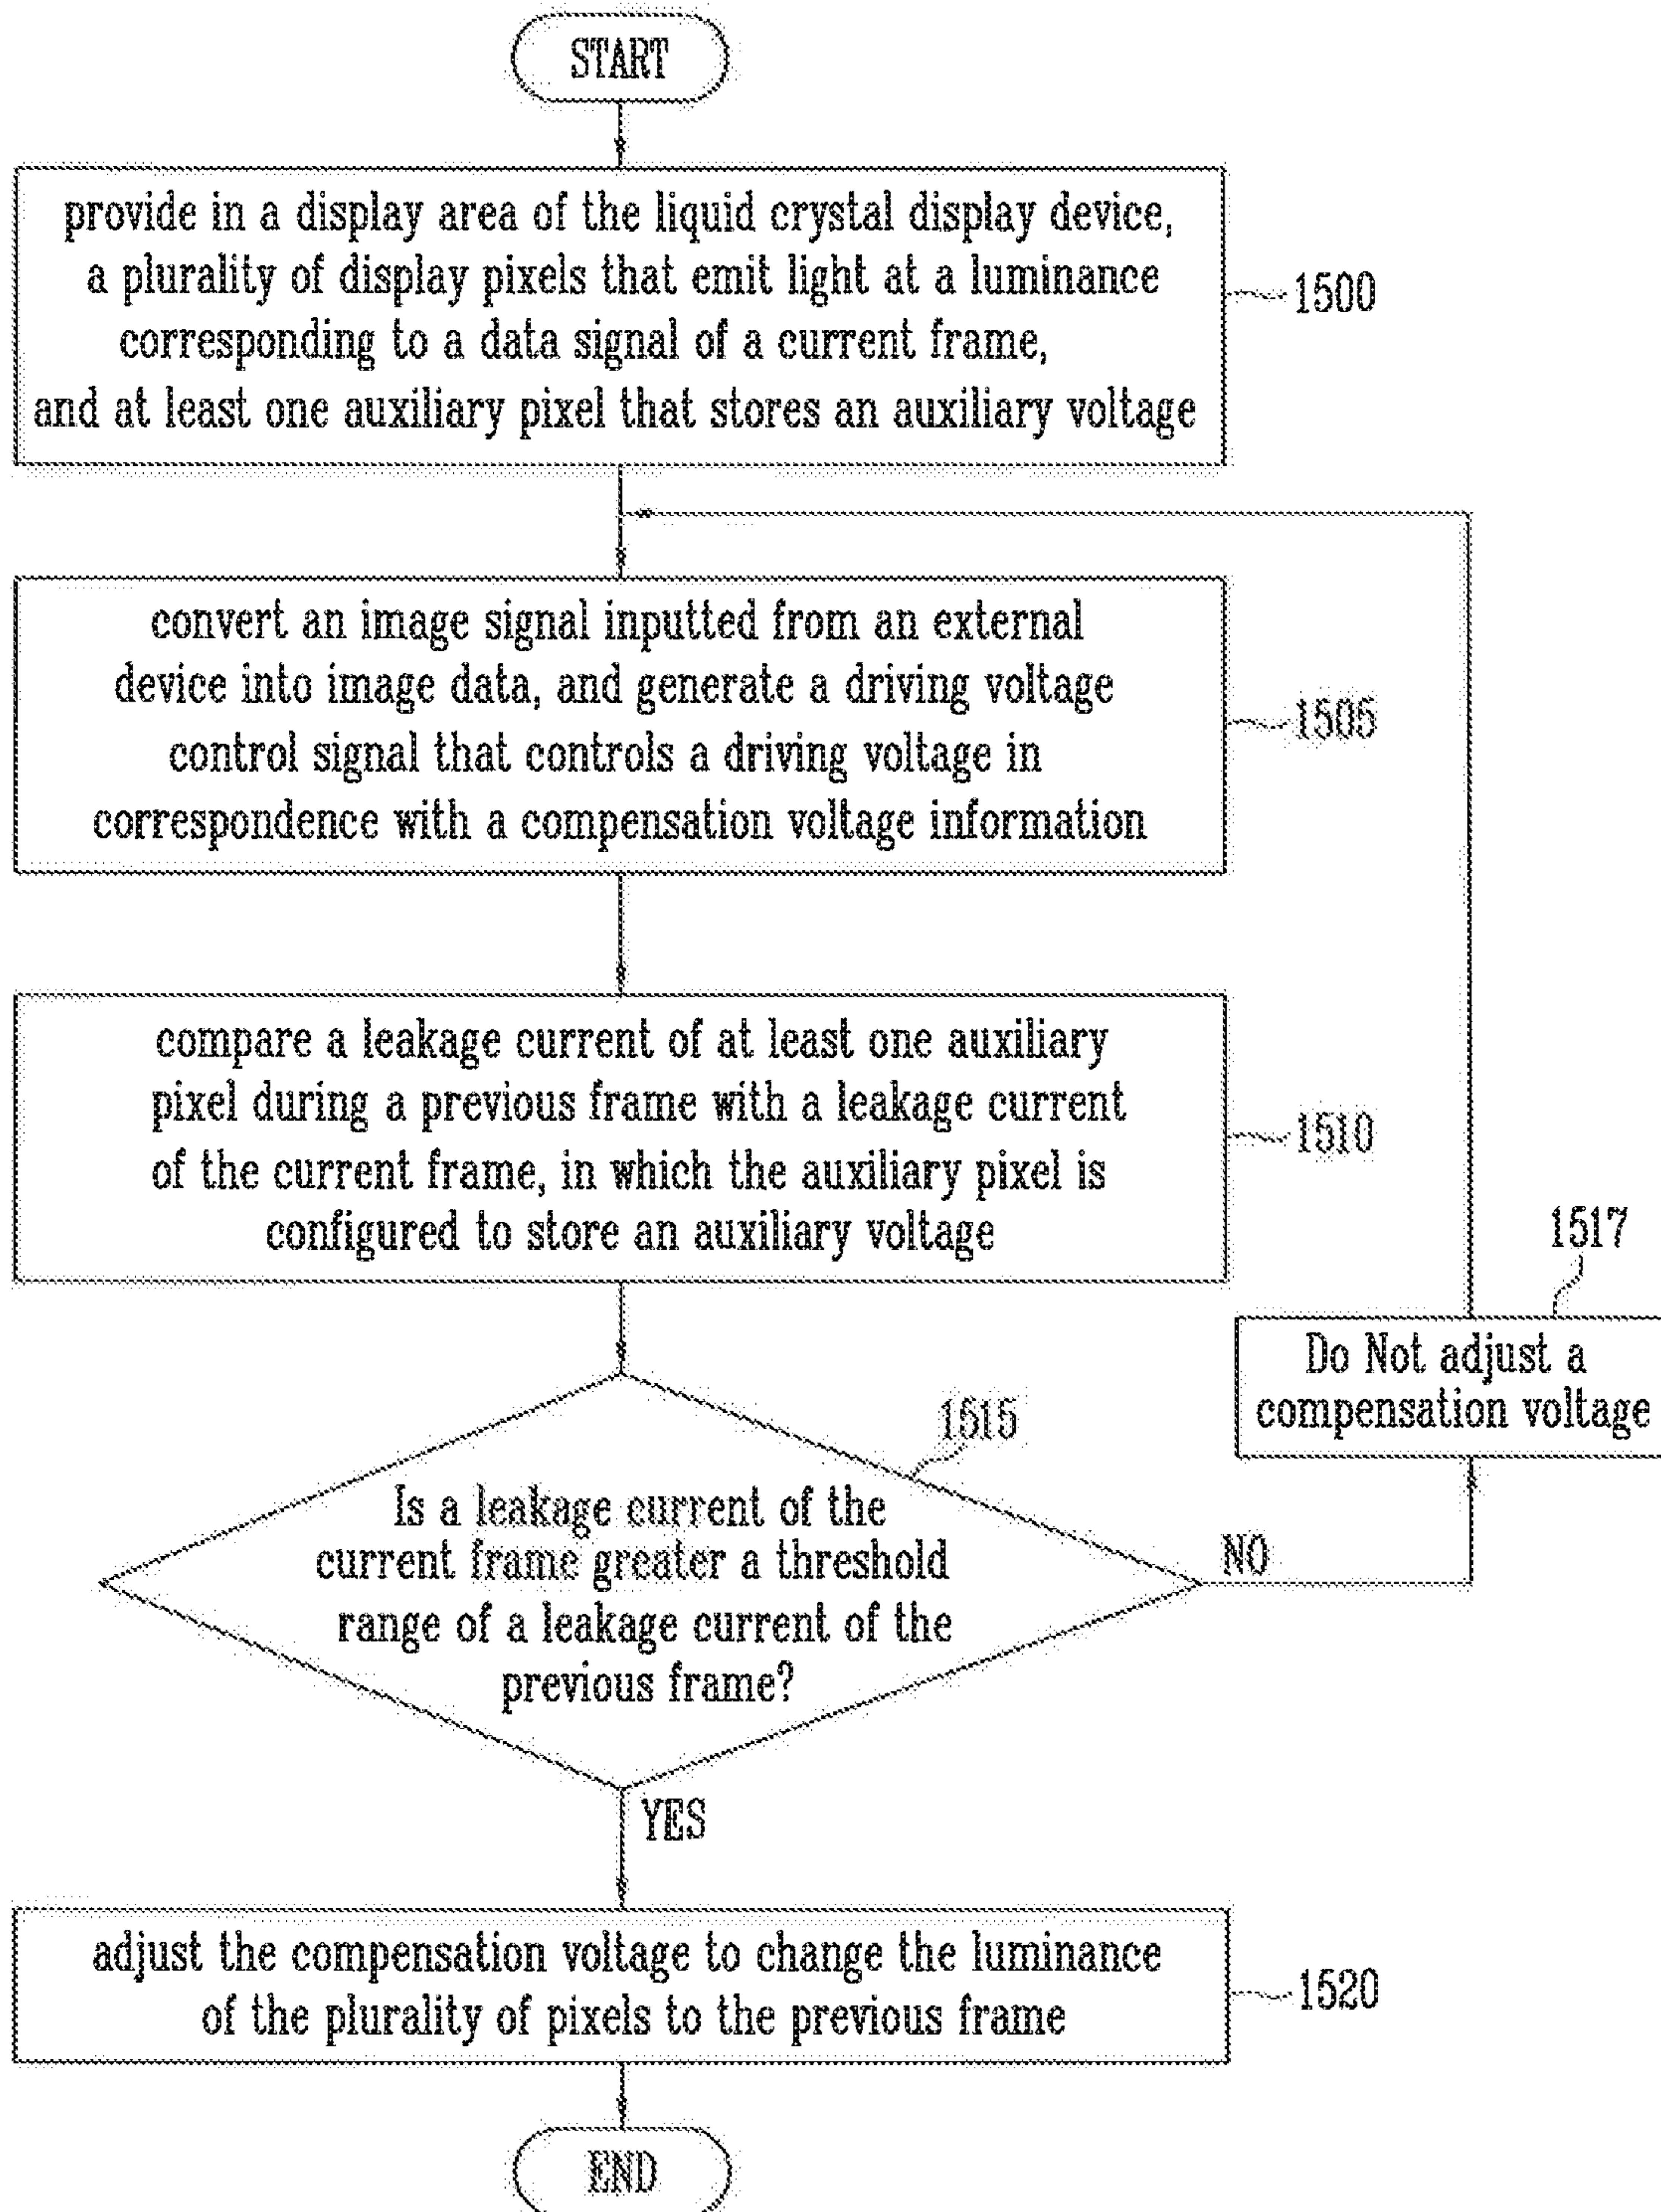 START
provide in a display area of the liquid crystal display device,
a plurality of display pixels that emit light at a luminance
corresponding to a data signal of a current frame,
and at least one auxiliary pixel that stores an auxiliary voltage
1500
convert an image signal inputted from an external
device into image data, and generate a driving voltage
control signal that controls a driving voltage in
correspondence with a compensation voltage information
1505
compare a leakage current of at least one auxiliary
pixel during a previous frame with a leakage current
of the current frame, in which the auxiliary pixel is
configured to store an auxiliary voltage
1510
1517
Do Not adjust a
compensation voltage
1515
Is a leakage current of the
current frame greater a threshold
range of a leakage current of the
previous frame?
NO
YES
adjust the compensation voltage to change the luminance
of the plurality of pixels to the previous frame
1520
END